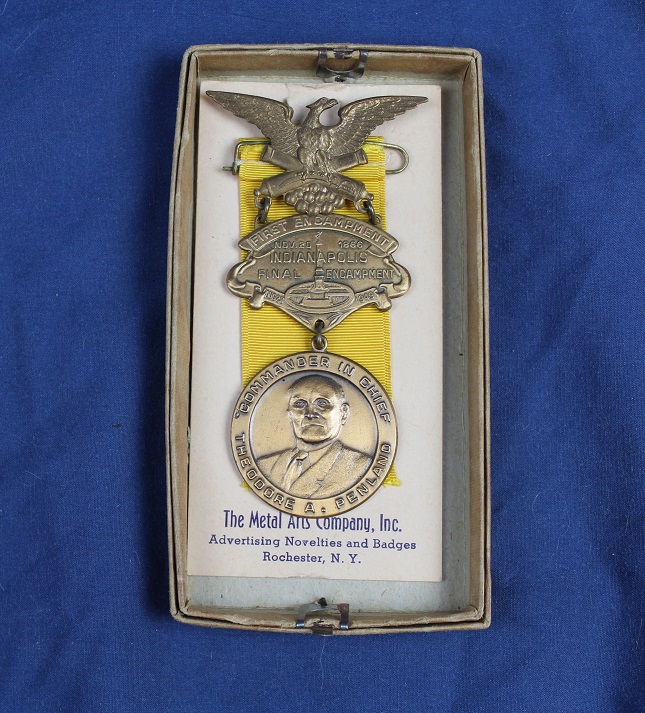 FIRST ENCAMPMENT
NOV. 20 1866
INDIANAPOLIS
FINAL ENCAMPMENT
COMMANDER IN CHIEF
THEODORE A. PENLAND
The Metal Arts Company, Inc.
Advertising Novelties and Badges
Rochester, N. Y.